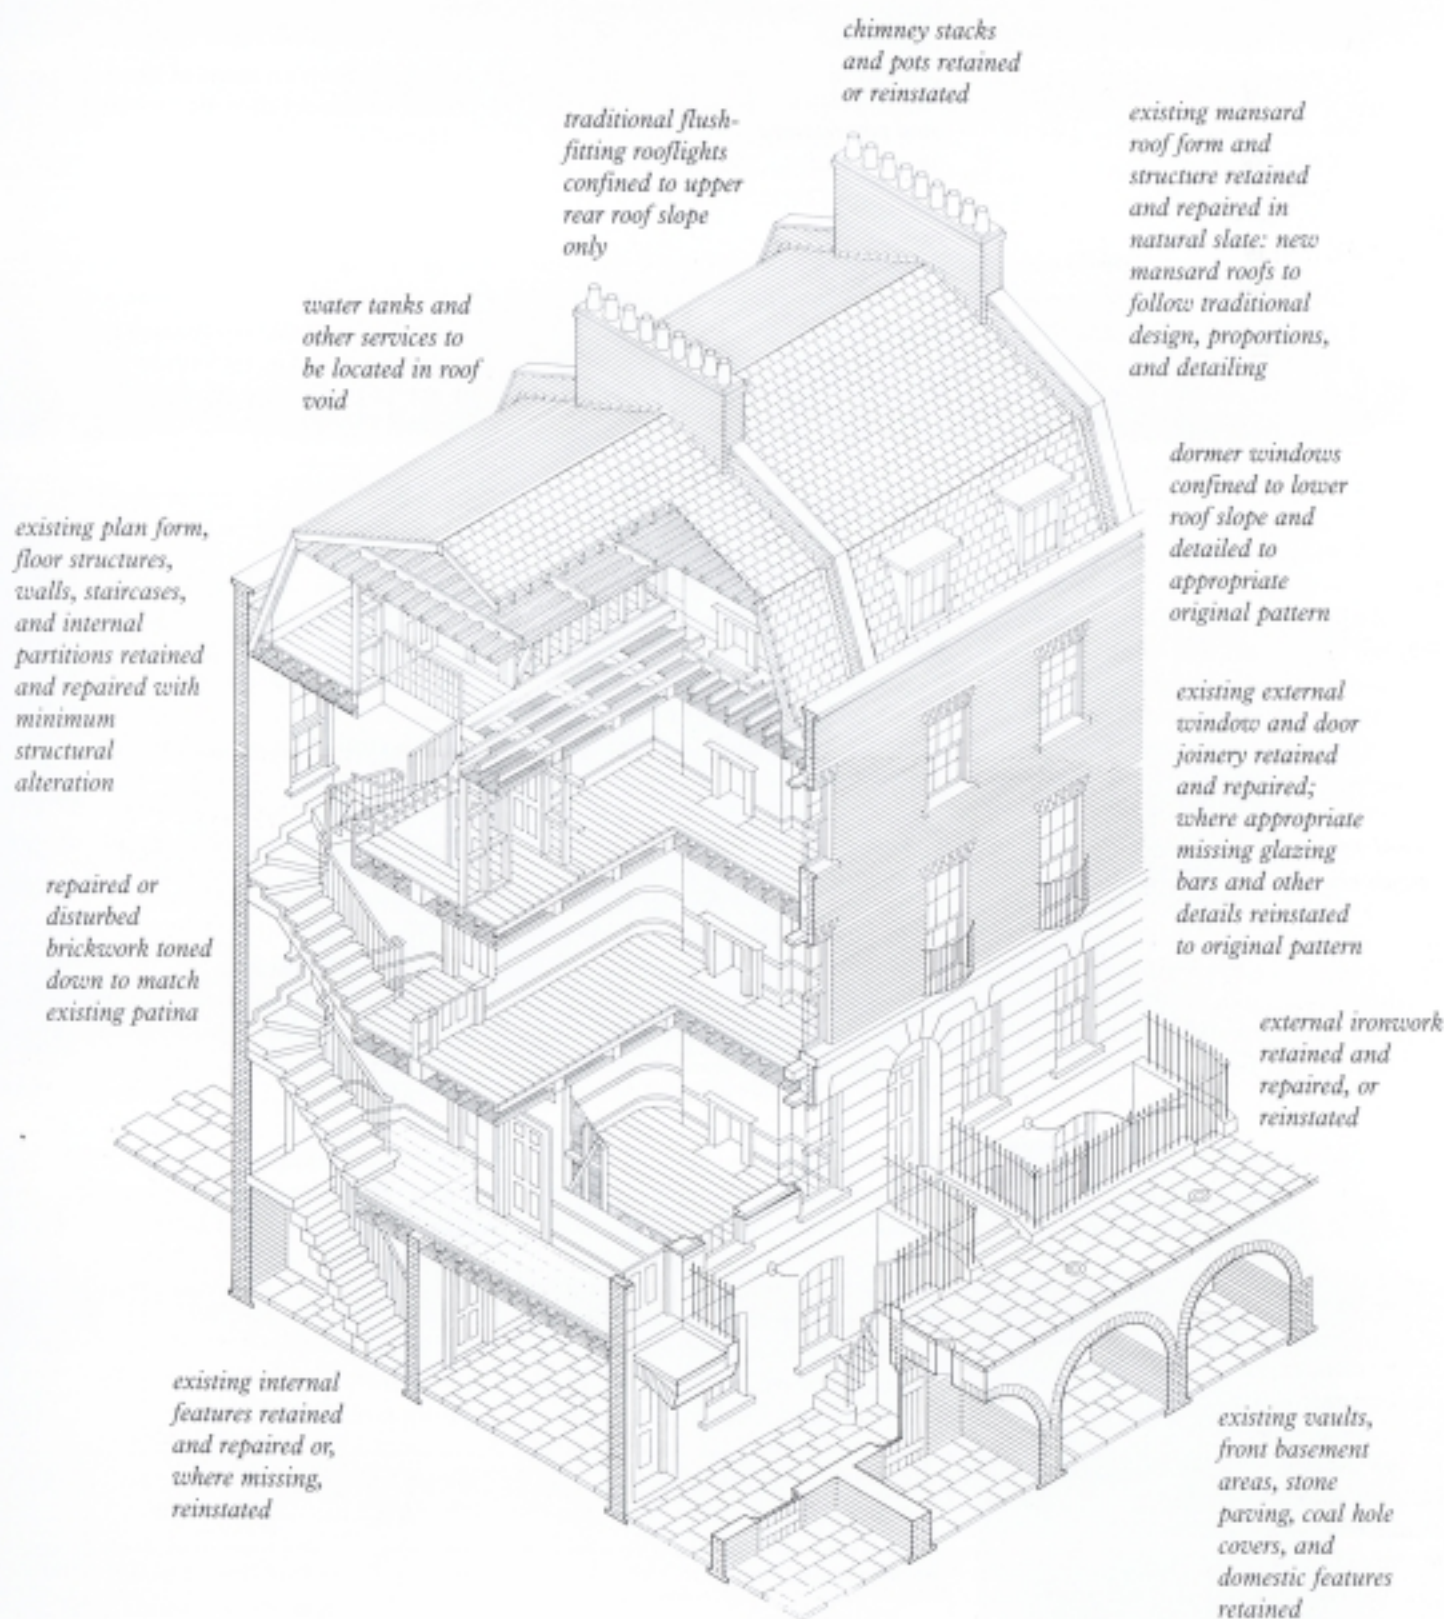 chimney stacks
and pots retained
or reinstated
traditional flush-
fitting rooflights
confined to upper
rear roof slope
only
existing mansard
roof form and
structure retained
and repaired in
natural slate: new
mansard roofs to
follow traditional
design, proportions,
and detailing
water tanks and
other services to
be located in roof
void
dormer windows
confined to lower
roof slope and
detailed to
appropriate
original pattern
existing plan form,
floor structures,
walls, staircases,
and internal
partitions retained
and repaired with
minimum
structural
alteration
existing external
window and door
joinery retained
and repaired;
where appropriate
missing glazing
bars and other
details reinstated
to original pattern
repaired or
disturbed
brickwork toned
down to match
existing patina
external ironwork
retained and
repaired, or
reinstated
existing internal
features retained
and repaired or,
where missing,
reinstated
existing vaults,
front basement
areas, stone
paving, coal hole
covers, and
domestic features
retained